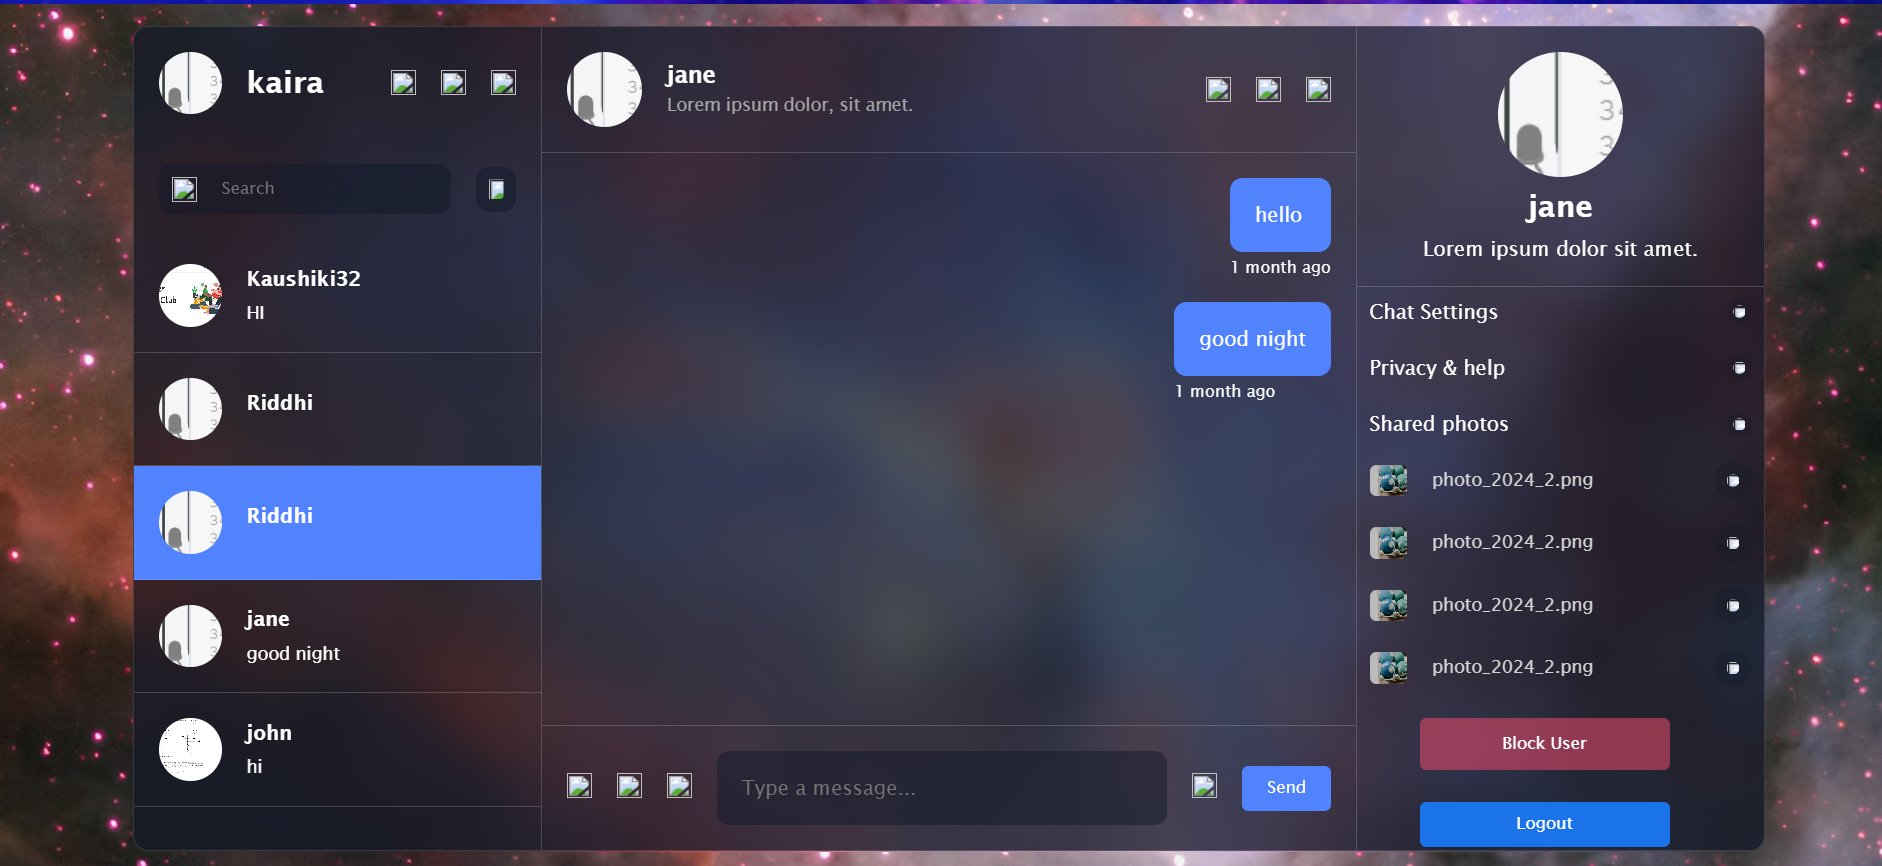 kaira
Search
Kaushiki32
HI
Riddhi
Riddhi
jane
good night
john
hi
jane
Lorem ipsum dolor, sit amet.
hello
1 month ago
good night
1 month ago
Type a message...
Send
jane
Lorem ipsum dolor sit amet.
Chat Settings
Privacy & help
Shared photos
photo_2024_2.png
photo_2024_2.png
photo_2024_2.png
photo_2024_2.png
Block User
Logout